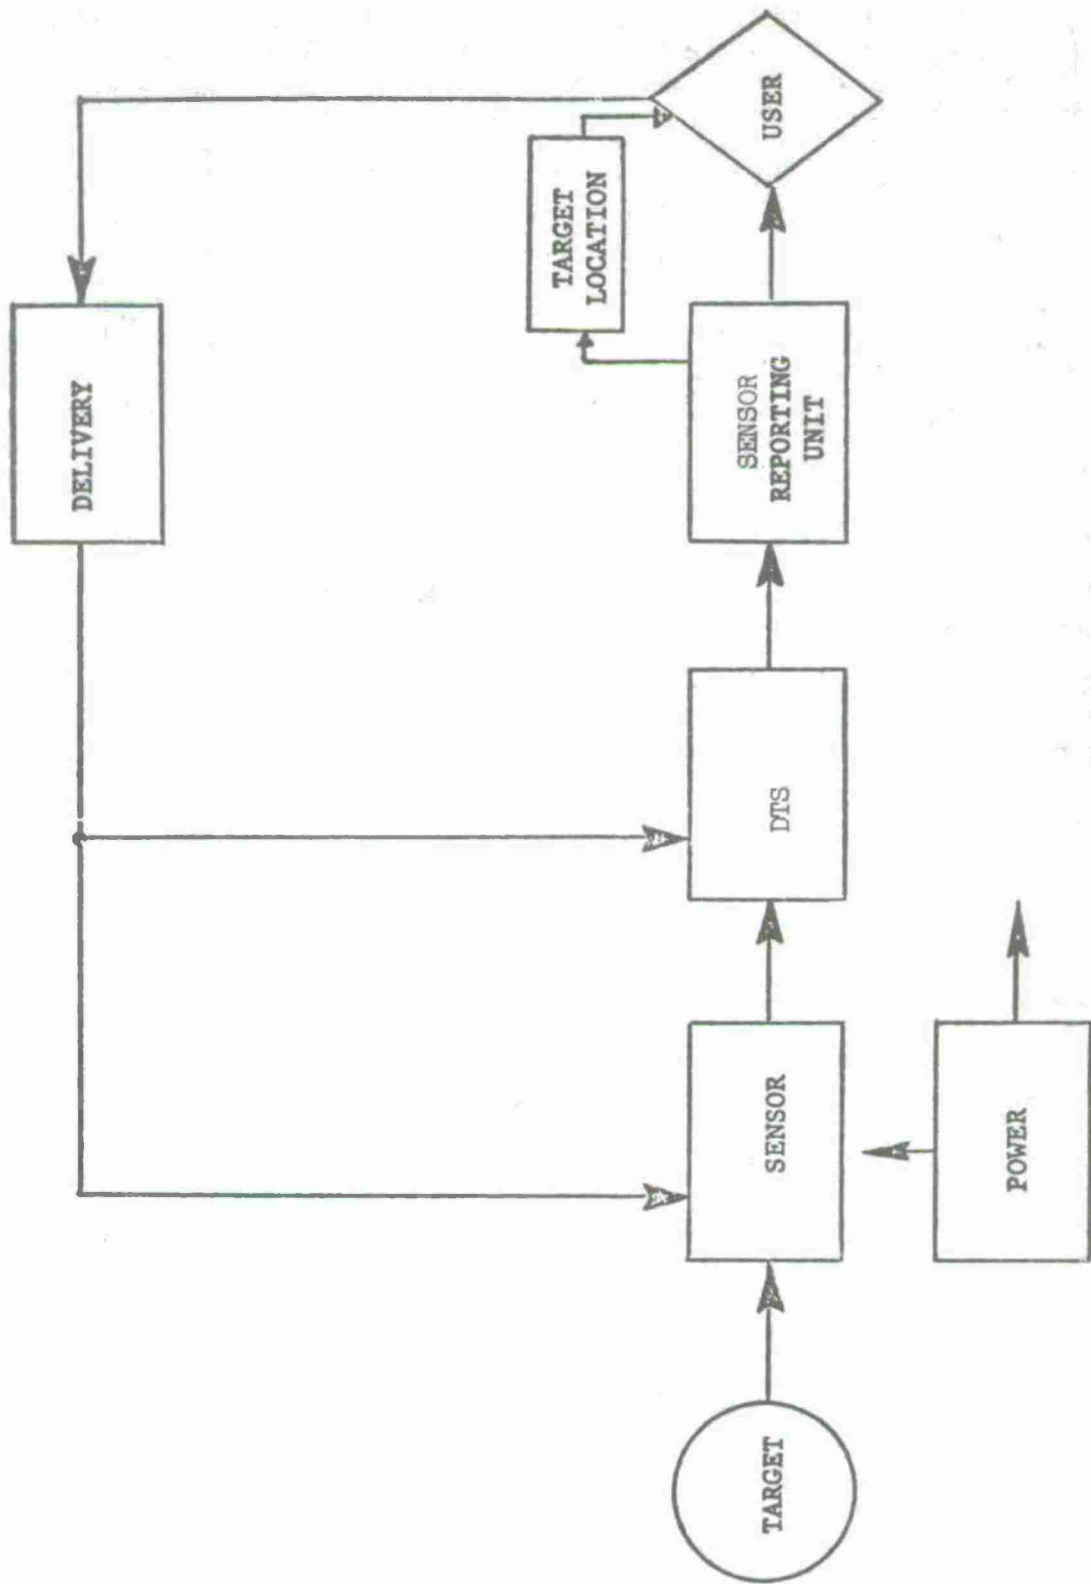 DELIVERY
TARGET
LOCATION
TARGET
SENSOR
DTS
SENSOR
REPORTING
UNIT
USER
POWER